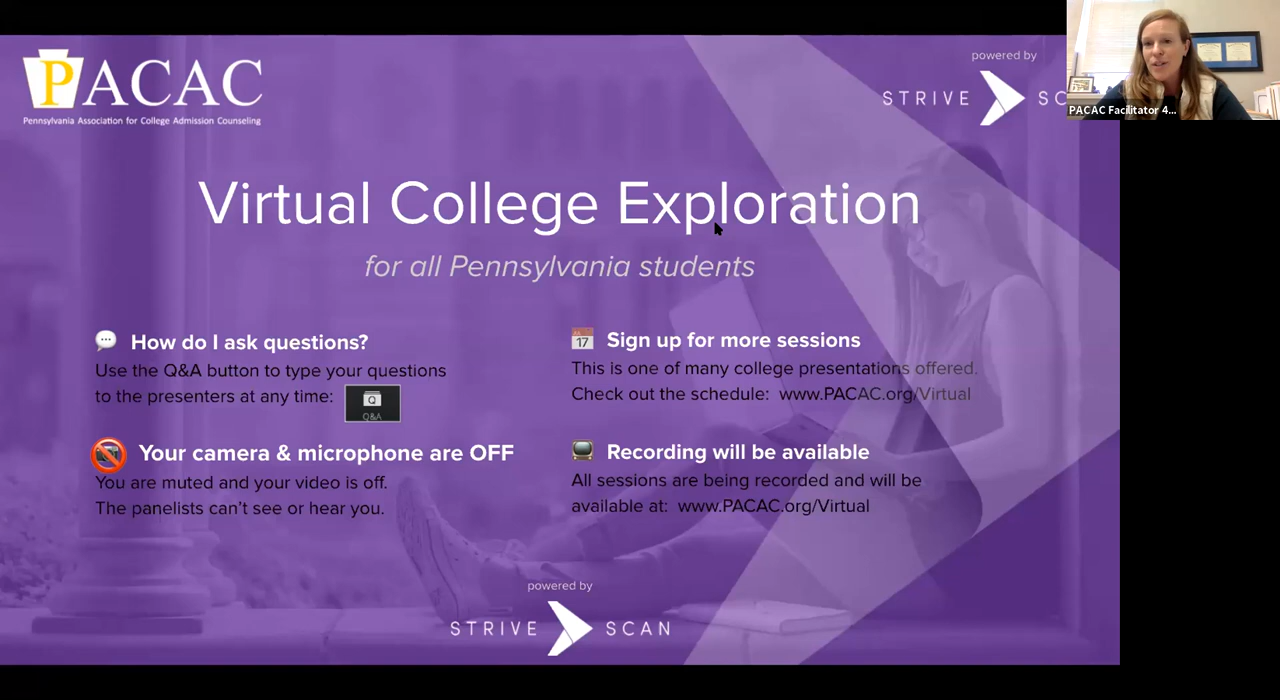 PACAC
Pennsylvania Association for College Admission Counseling
powered by
STRIVE SC
PACAC Facilitator 4...
Virtual College Exploration
for all Pennsylvania students
How do I ask questions?
Use the Q&A button to type your questions
to the presenters at any time:
Q
Q&A
Your camera & microphone are OFF
You are muted and your video is off.
The panelists can't see or hear you.
17
Sign up for more sessions
This is one of many college presentations offered.
Check out the schedule: www.PACAC.org/Virtual
Recording will be available
All sessions are being recorded and will be
available at: www.PACAC.org/Virtual
powered by
STRIVE SCAN